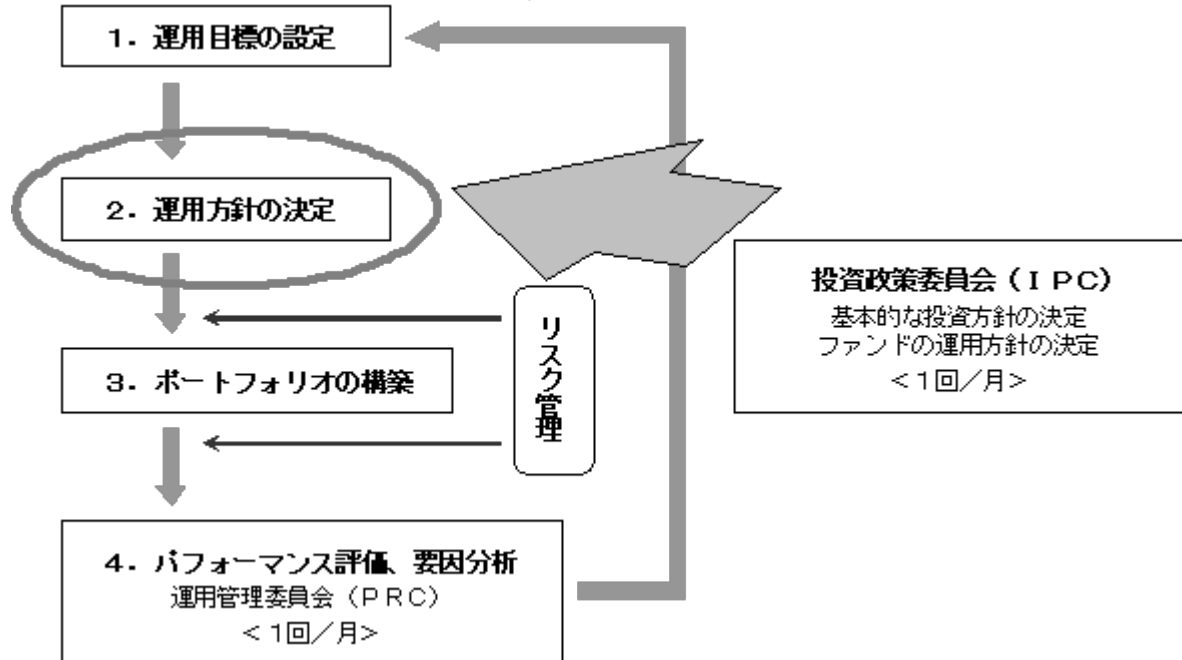 1．運用目標の設定
2．運用方針の決定
投資政策委員会（ＩＰＣ）
基本的な投資方針の決定
ファンドの運用方針の決定
＜１回／月＞
リスク管理
3．ポートフォリオの構築
4．パフォーマンス評価、要因分析
運用管理委員会（ＰＲＣ）
＜１回／月＞